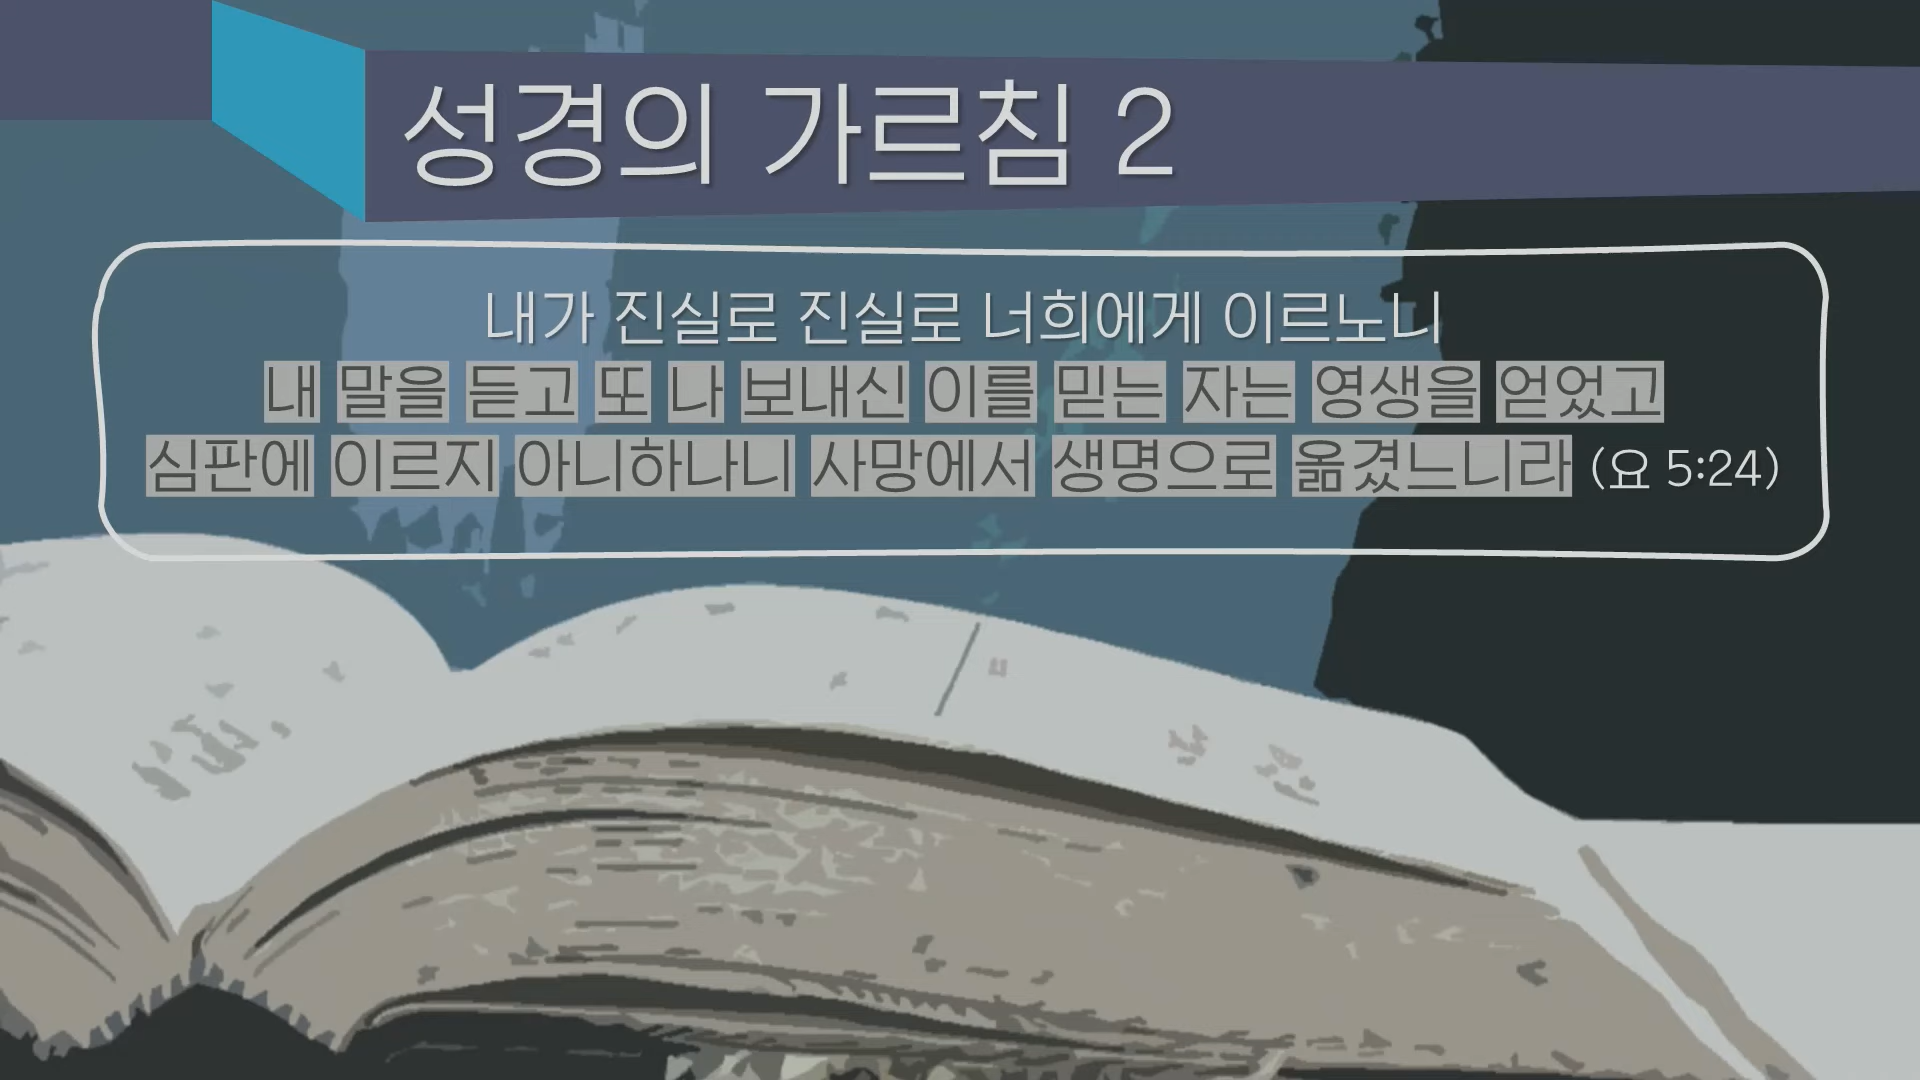 성경의 가르침 2
내가 진실로 진실로 너희에게 이르노니
내 말을 듣고 또 나 보내신 이를 믿는 자는 영생을 얻었고
심판에 이르지 아니하나니 사망에서 생명으로 옮겼느니라 (요 5:24)